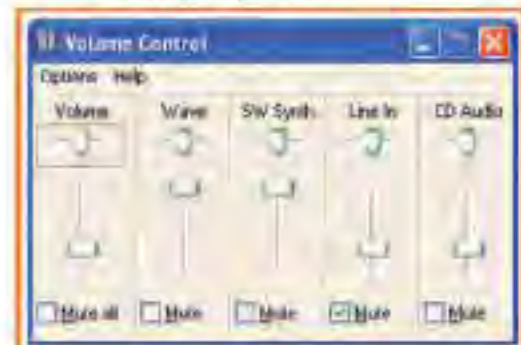 Volume Control
Options Help
Volume Wave SW Synth Line In CD Audio
Mute all Mute Mute Mute Mute